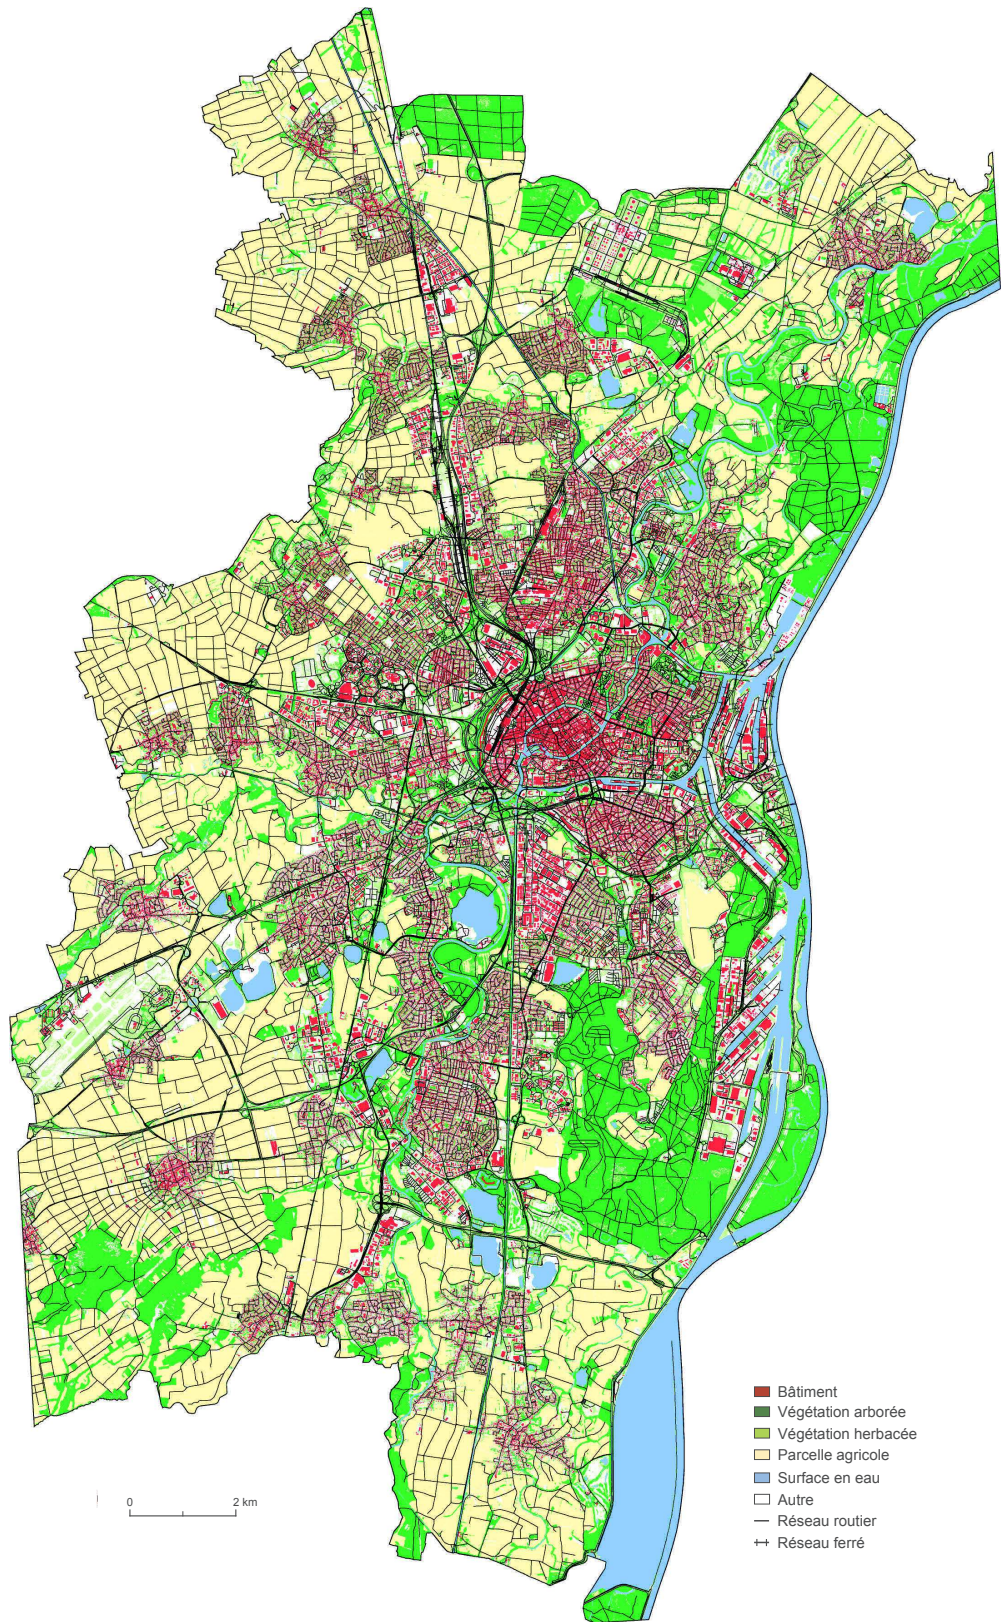 Bâtiment
Végétation arborée
Végétation herbacée
Parcelle agricole
Surface en eau
Autre
Réseau routier
Réseau ferré
0 2 km